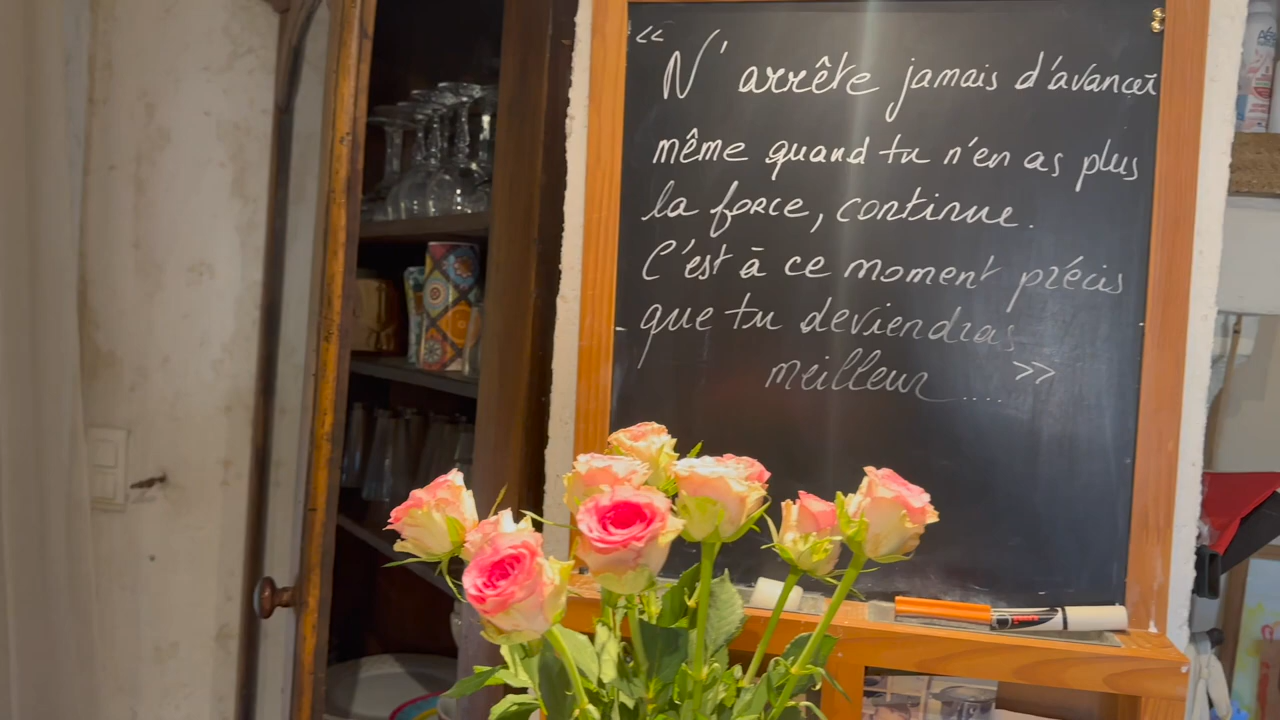 « N'arrête jamais d'avancer
même quand tu n'en as plus
la force, continue.
C'est à ce moment précis
que tu deviendras
meilleur..... »